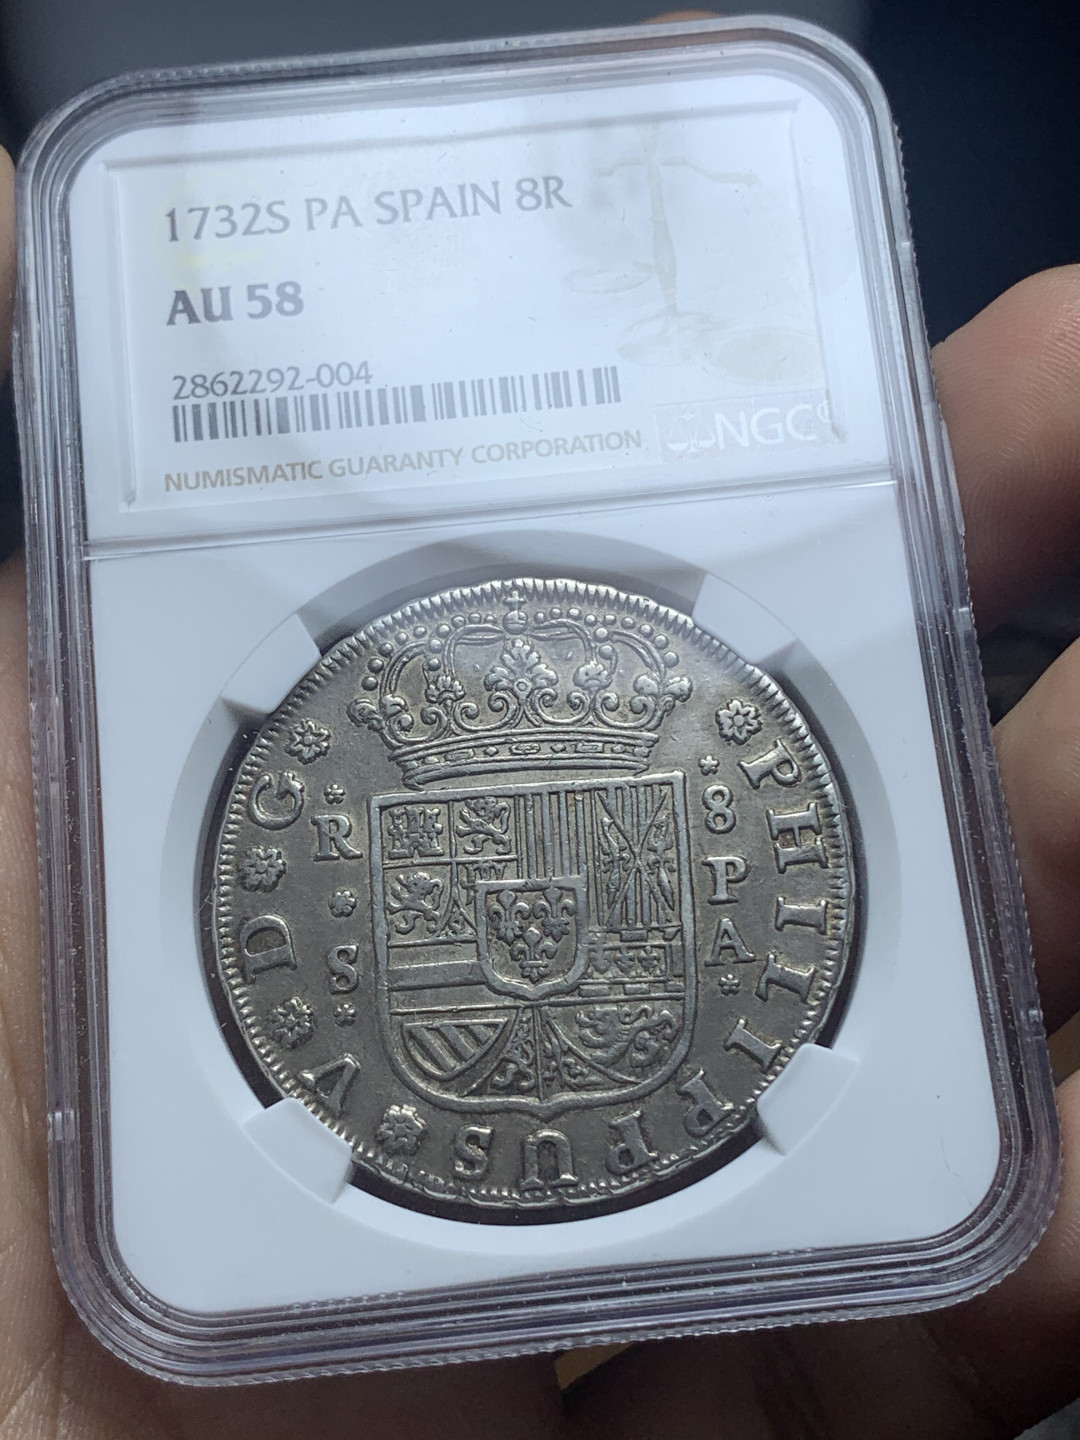 1732S PA SPAIN 8R
AU 58
2862292-004
NUMISMATIC GUARANTY CORPORATION
NGC
PHILIPPUS V D G
R S
8 PA